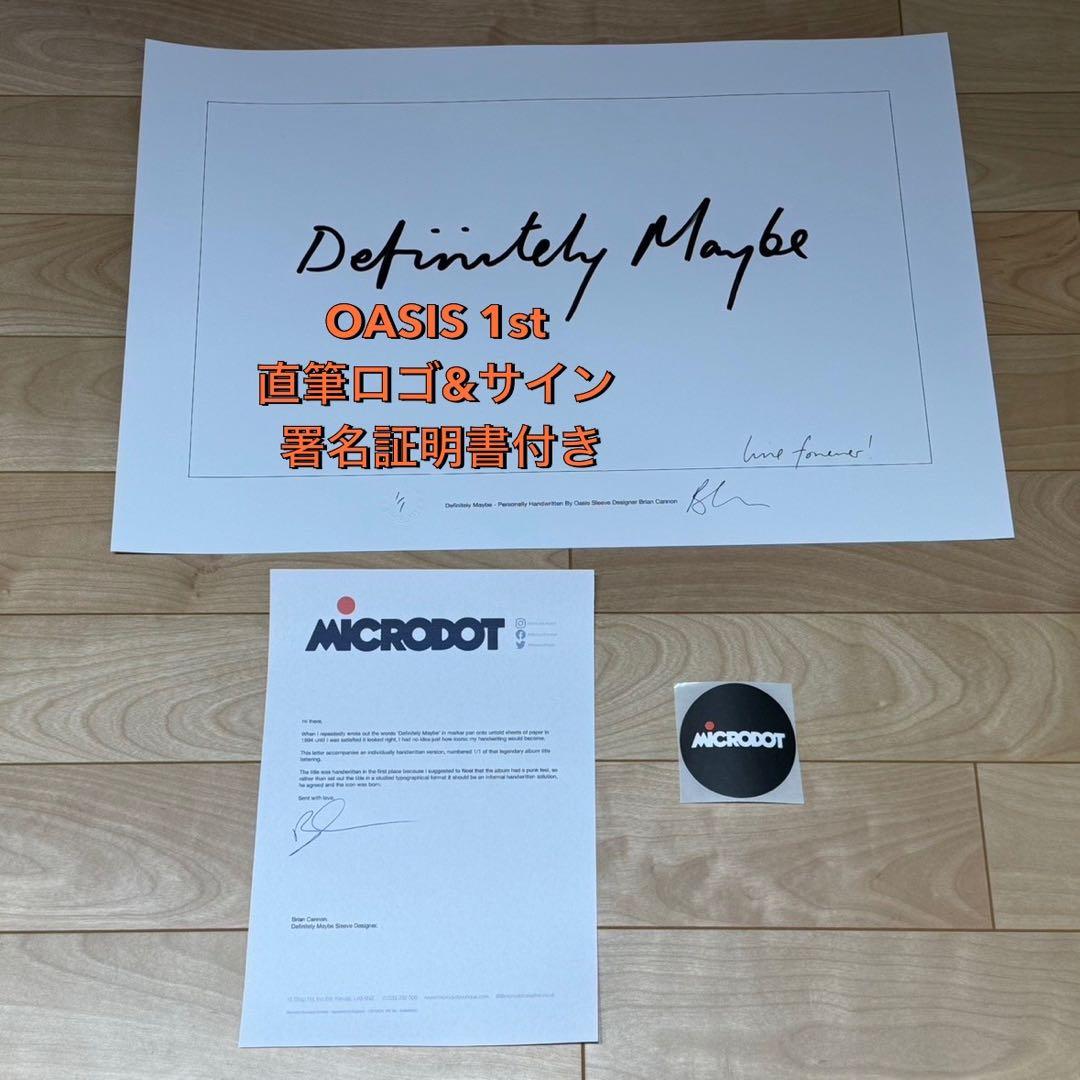 Definitely Maybe
OASIS 1st
直筆ロゴ&サイン
署名証明書付き
Live forever!
1/1
Definitely Maybe - Personally Handwritten By Oasis Sleeve Designer Brian Cannon
MiCRODOT
Hi there,
When I repeatedly wrote out the words 'Definitely Maybe' in marker pen onto untold sheets of paper in
1994 until I was satisfied it looked right, I had no idea just how iconic my handwriting would become.
This letter accompanies an individually handwritten version, numbered 1/1 of that legendary album title
lettering.
The title was handwritten in the first place because I suggested to Noel that the album had a punk feel, so
rather than set out the title in a studied typographical format it should be an informal handwritten solution,
he agreed and the icon was born.
Sent with love,
Brian Cannon.
Definitely Maybe Sleeve Designer.
MiCRODOT